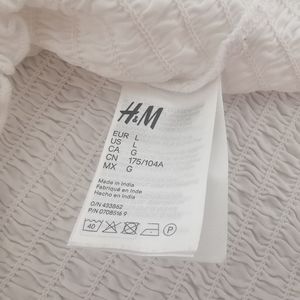 H&M
EUR L
US L
CA G
CN 175/104A
MX G
Made in India
Fabriqué en Inde
Hecho en India
O/N 493862
P/N 0708516 9
40
P